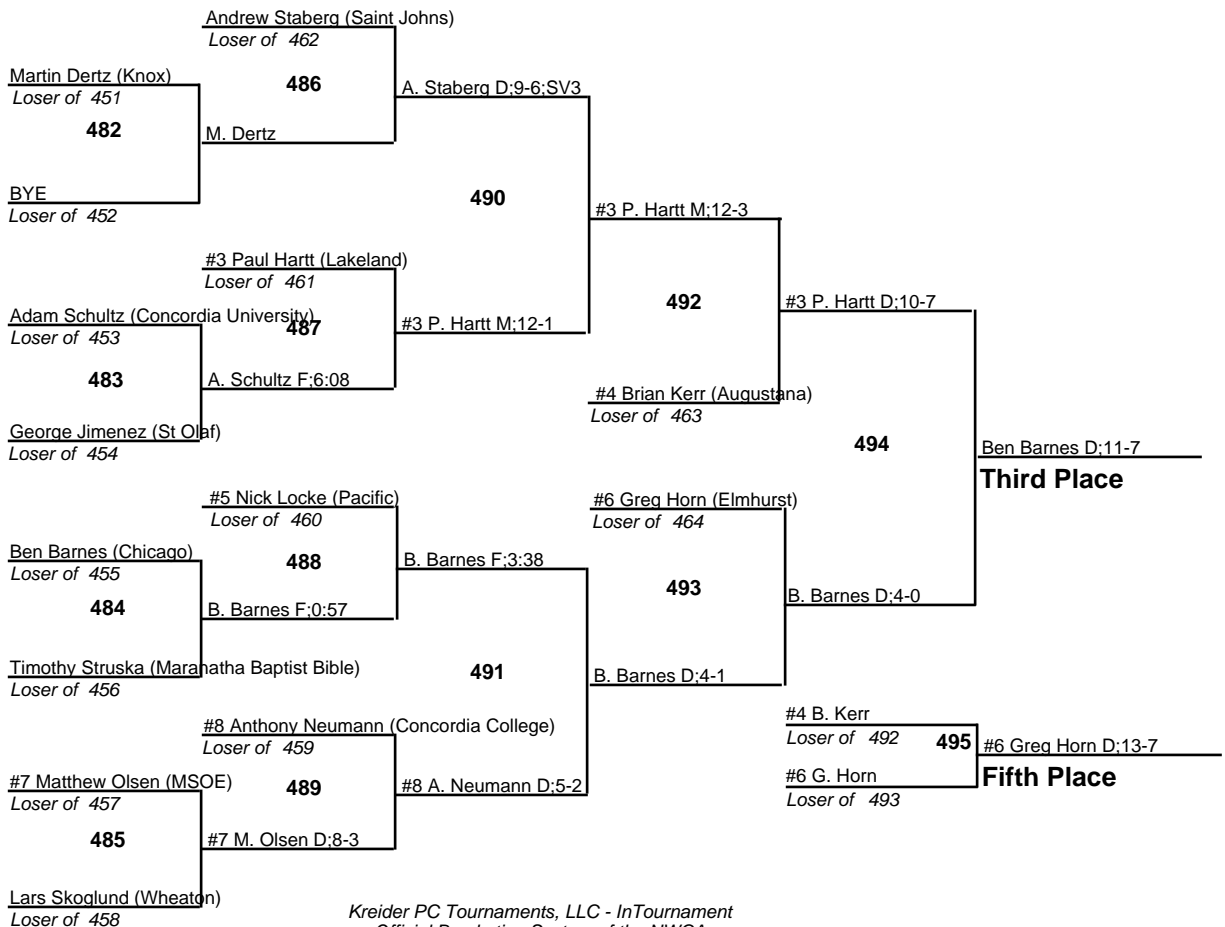 Andrew Staberg (Saint Johns)
Loser of 462
Martin Dertz (Knox)
Loser of 451
486
A. Staberg D;9-6;SV3
482
M. Dertz
BYE
Loser of 452
490
#3 P. Hartt M;12-3
#3 Paul Hartt (Lakeland)
Loser of 461
Adam Schultz (Concordia University)
Loser of 453
487
#3 P. Hartt M;12-1
492
#3 P. Hartt D;10-7
483
A. Schultz F;6:08
#4 Brian Kerr (Augustana)
Loser of 463
George Jimenez (St Olaf)
Loser of 454
494
Ben Barnes D;11-7
Third Place
#5 Nick Locke (Pacific)
Loser of 460
#6 Greg Horn (Elmhurst)
Loser of 464
Ben Barnes (Chicago)
Loser of 455
488
B. Barnes F;3:38
493
B. Barnes D;4-0
484
B. Barnes F;0:57
Timothy Struska (Maranatha Baptist Bible)
Loser of 456
491
B. Barnes D;4-1
#8 Anthony Neumann (Concordia College)
Loser of 459
#4 B. Kerr
Loser of 492
495
#6 Greg Horn D;13-7
Fifth Place
#6 G. Horn
Loser of 493
#7 Matthew Olsen (MSOE)
Loser of 457
489
#8 A. Neumann D;5-2
485
#7 M. Olsen D;8-3
Lars Skoglund (Wheaton)
Loser of 458
Kreider PC Tournaments, LLC - InTournament